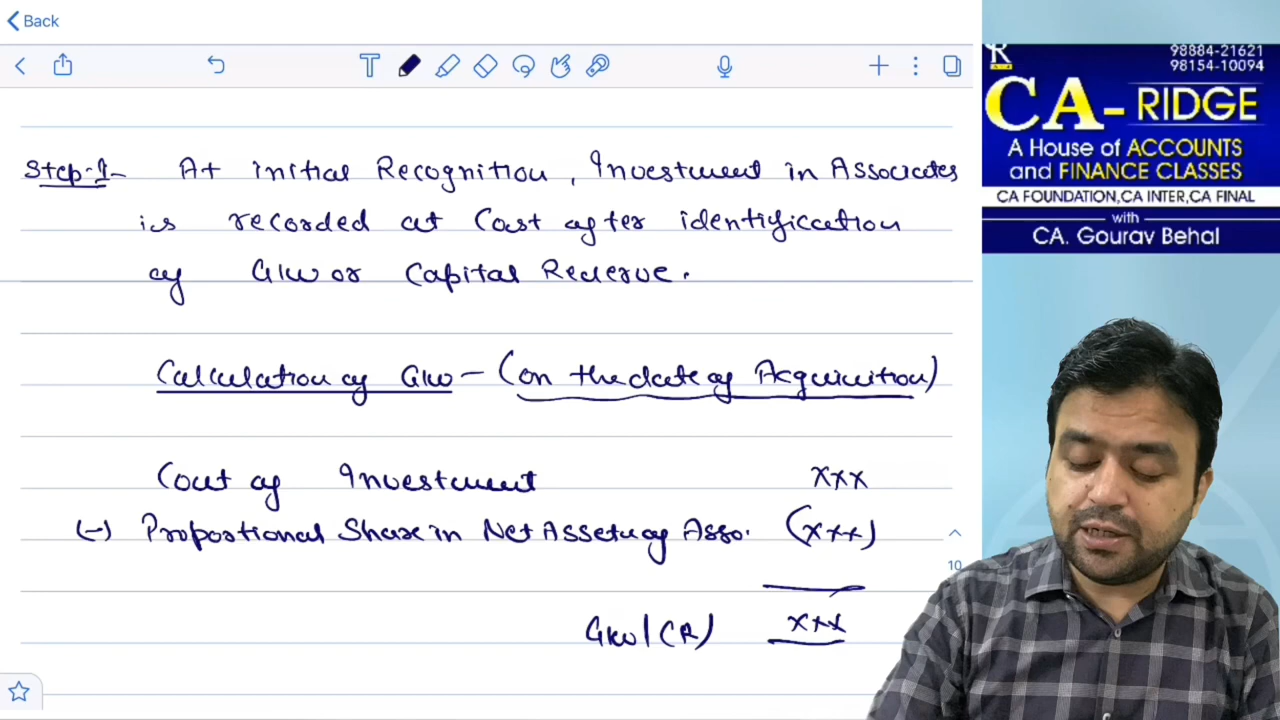 Back
Step-1- At initial Recognition, Investment in Associates
is recorded at Cost after identification
of G/w or Capital Reserve.
Calculation of G/w - (on the date of Acquisition)
Cost of Investment xxx
(-) Proportional Share in Net Assets of Asso. (xxx)
10
G/w/(CR) xxx
98884-21621
98154-10094
CA- RIDGE
A House of ACCOUNTS
and FINANCE CLASSES
CA FOUNDATION,CA INTER,CA FINAL
with
CA. Gourav Behal